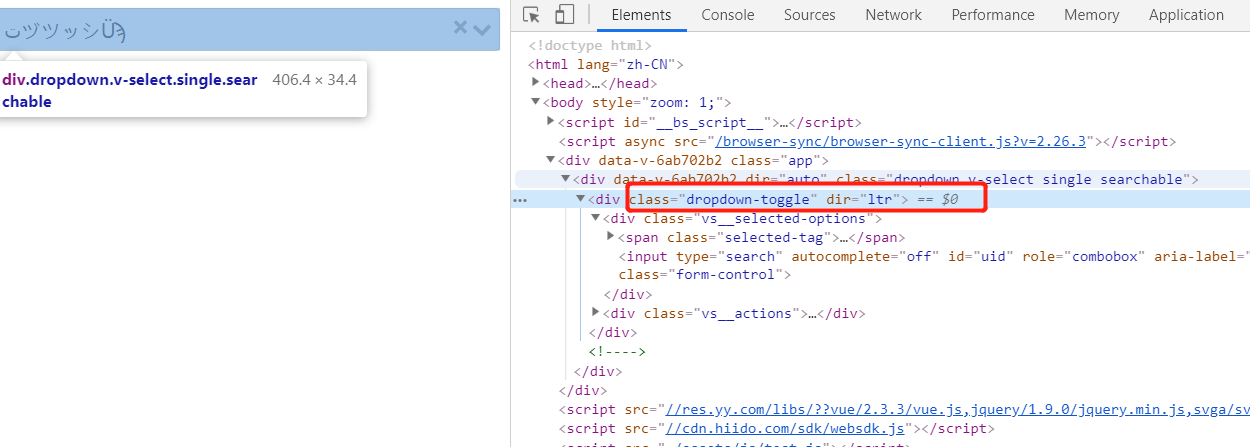 Elements Console Sources Network Performance Memory Application
تヅツッシÜ
div.dropdown.v-select.single.sear 406.4 × 34.4
chable
<!doctype html>
<html lang="zh-CN">
<head>…</head>
<body style="zoom: 1;">
<script id="__bs_script__">…</script>
<script async src="/browser-sync/browser-sync-client.js?v=2.26.3"></script>
<div data-v-6ab702b2 class="app">
<div data-v-6ab702b2 dir="auto" class="dropdown v-select single searchable">
… <div class="dropdown-toggle" dir="ltr"> == $0
<div class="vs__selected-options">
<span class="selected-tag">…</span>
<input type="search" autocomplete="off" id="uid" role="combobox" aria-label="
class="form-control">
</div>
<div class="vs__actions">…</div>
</div>
<!---->
</div>
</div>
<script src="//res.yy.com/libs/??vue/2.3.3/vue.js,jquery/1.9.0/jquery.min.js,svga/sv
<script src="//cdn.hiido.com/sdk/websdk.js"></script>